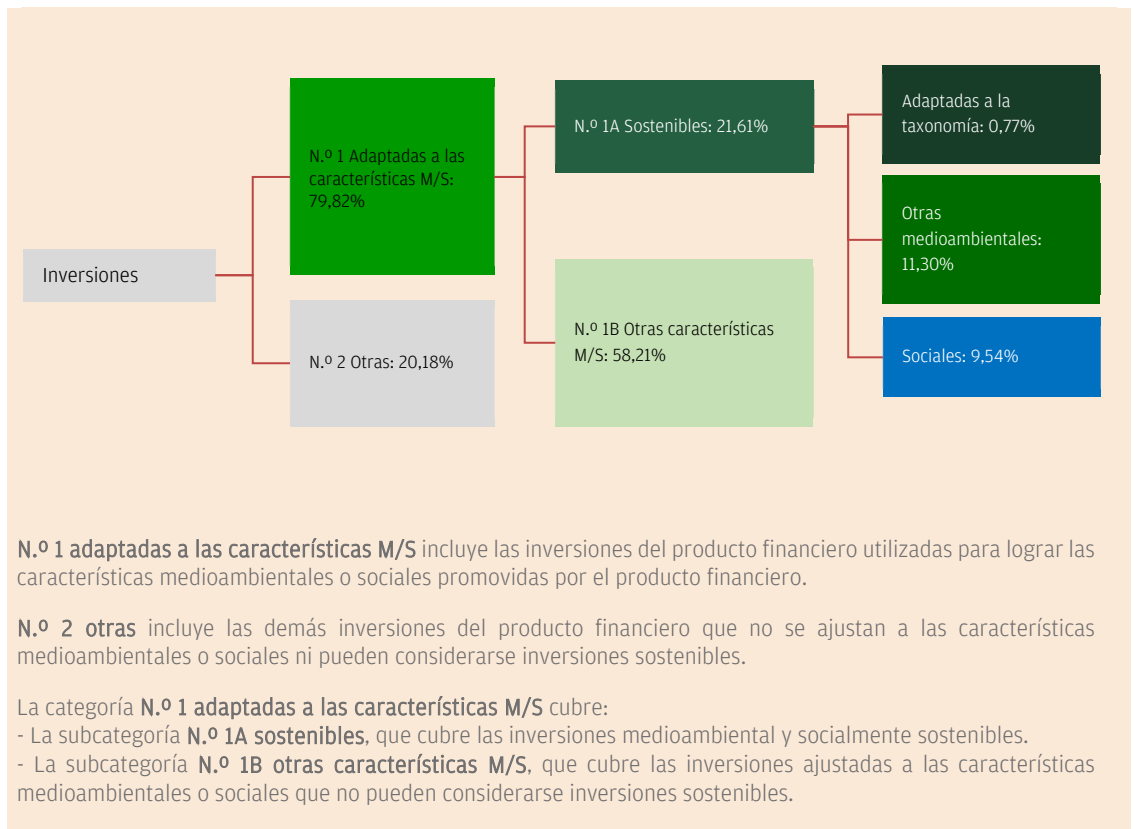 Inversiones
N.º 1 Adaptadas a las
características M/S:
79,82%
N.º 2 Otras: 20,18%
N.º 1A Sostenibles: 21,61%
N.º 1B Otras características
M/S: 58,21%
Adaptadas a la
taxonomía: 0,77%
Otras
medioambientales:
11,30%
Sociales: 9,54%
N.º 1 adaptadas a las características M/S incluye las inversiones del producto financiero utilizadas para lograr las
características medioambientales o sociales promovidas por el producto financiero.
N.º 2 otras incluye las demás inversiones del producto financiero que no se ajustan a las características
medioambientales o sociales ni pueden considerarse inversiones sostenibles.
La categoría N.º 1 adaptadas a las características M/S cubre:
- La subcategoría N.º 1A sostenibles, que cubre las inversiones medioambiental y socialmente sostenibles.
- La subcategoría N.º 1B otras características M/S, que cubre las inversiones ajustadas a las características
medioambientales o sociales que no pueden considerarse inversiones sostenibles.